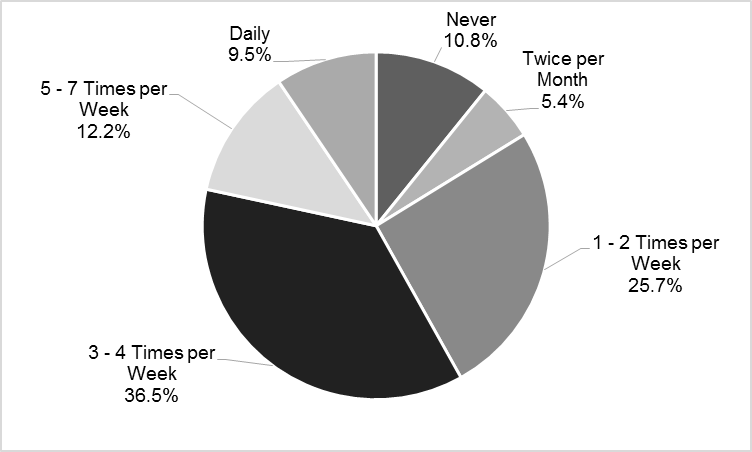 Never
10.8%
Twice per
Month
5.4%
1 - 2 Times per
Week
25.7%
3 - 4 Times per
Week
36.5%
5 - 7 Times per
Week
12.2%
Daily
9.5%